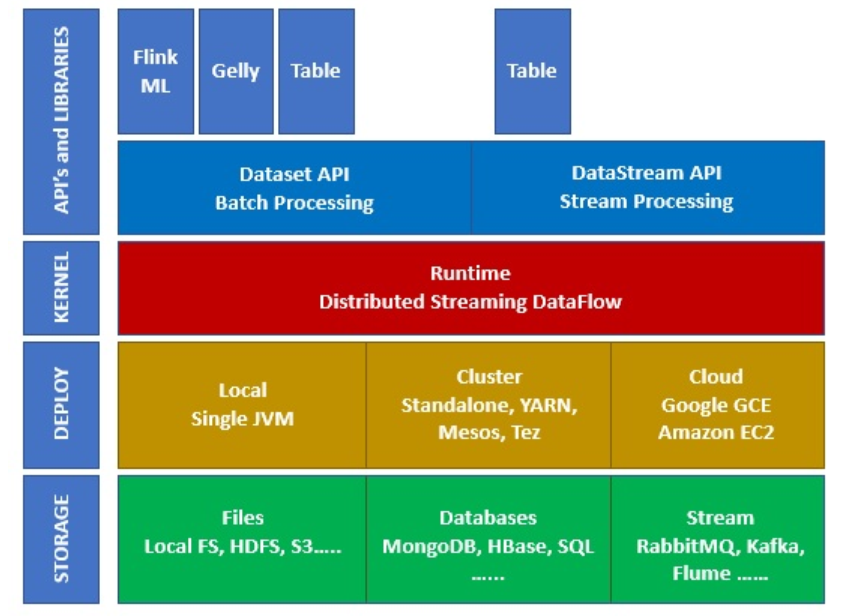 API's and LIBRARIES
Flink
ML
Gelly
Table
Table
Dataset API
Batch Processing
DataStream API
Stream Processing
KERNEL
Runtime
Distributed Streaming DataFlow
DEPLOY
Local
Single JVM
Cluster
Standalone, YARN,
Mesos, Tez
Cloud
Google GCE
Amazon EC2
STORAGE
Files
Local FS, HDFS, S3.....
Databases
MongoDB, HBase, SQL
......
Stream
RabbitMQ, Kafka,
Flume ......